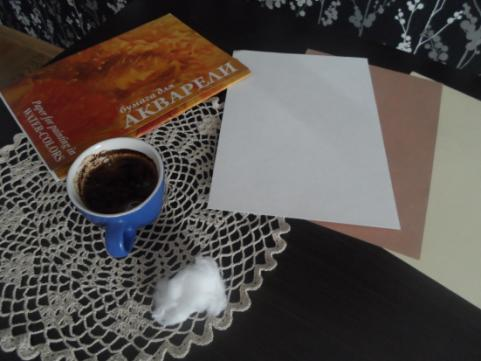 бумага для
АКВАРЕЛИ
Paper for painting in
WATER-COLORS